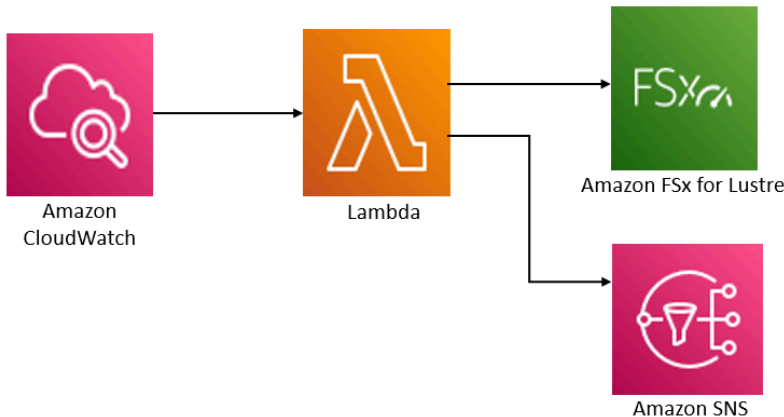 FSx
Amazon FSx for Lustre
Amazon
CloudWatch
Lambda
Amazon SNS